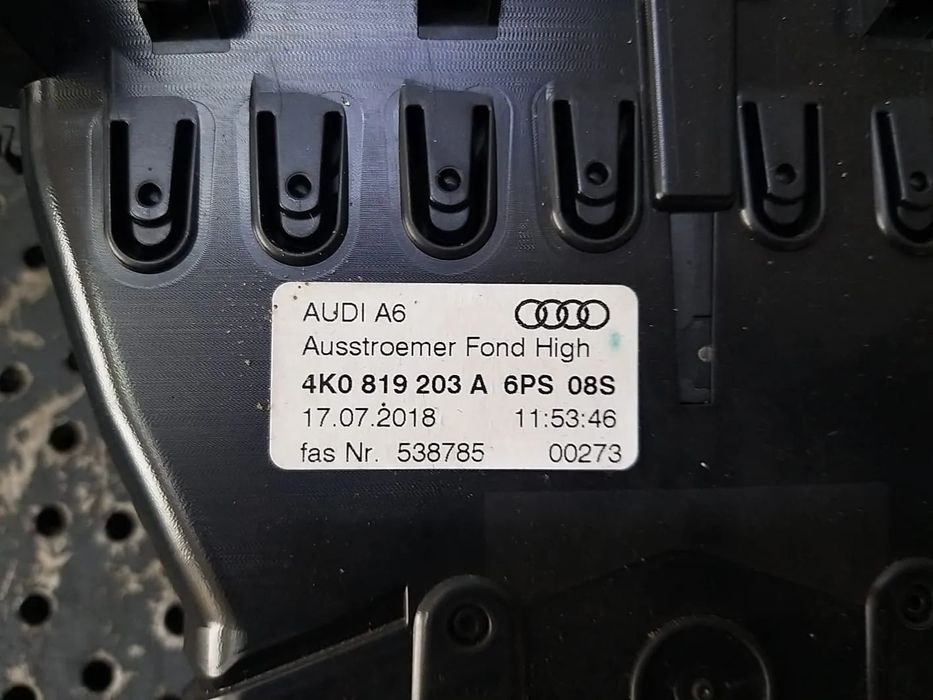 AUDI A6
Ausstroemer Fond High
4K0 819 203 A 6PS 08S
17.07.2018 11:53:46
fas Nr. 538785 00273